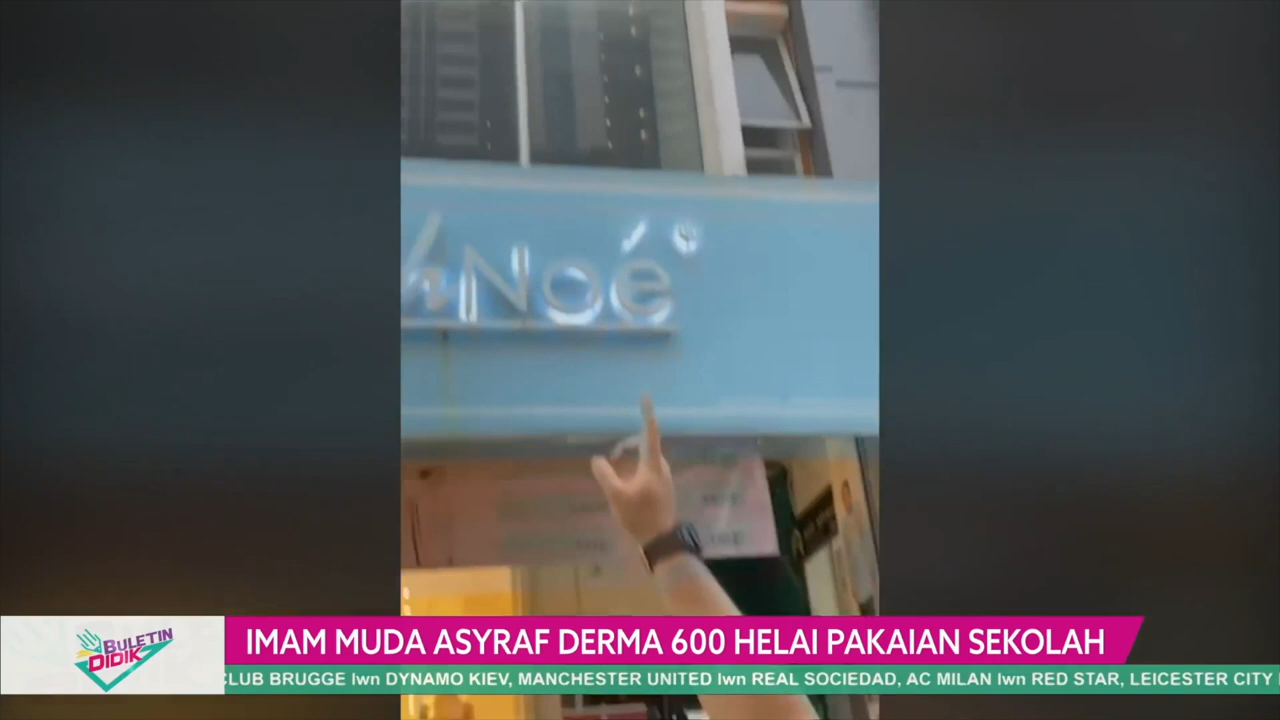 Noé
BULETIN
DIDIK
IMAM MUDA ASYRAF DERMA 600 HELAI PAKAIAN SEKOLAH
CLUB BRUGGE lwn DYNAMO KIEV, MANCHESTER UNITED lwn REAL SOCIEDAD, AC MILAN lwn RED STAR, LEICESTER CITY